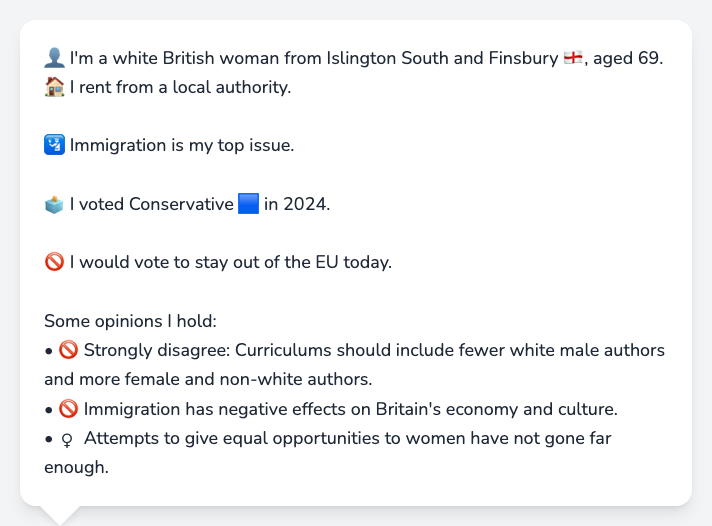 👤 I'm a white British woman from Islington South and Finsbury 🏴󠁧󠁢󠁥󠁮󠁧󠁿, aged 69.
🏠 I rent from a local authority.
🛂 Immigration is my top issue.
🗳️ I voted Conservative 🟦 in 2024.
🚫 I would vote to stay out of the EU today.
Some opinions I hold:
• 🚫 Strongly disagree: Curriculums should include fewer white male authors
and more female and non-white authors.
• 🚫 Immigration has negative effects on Britain's economy and culture.
• ♀ Attempts to give equal opportunities to women have not gone far
enough.